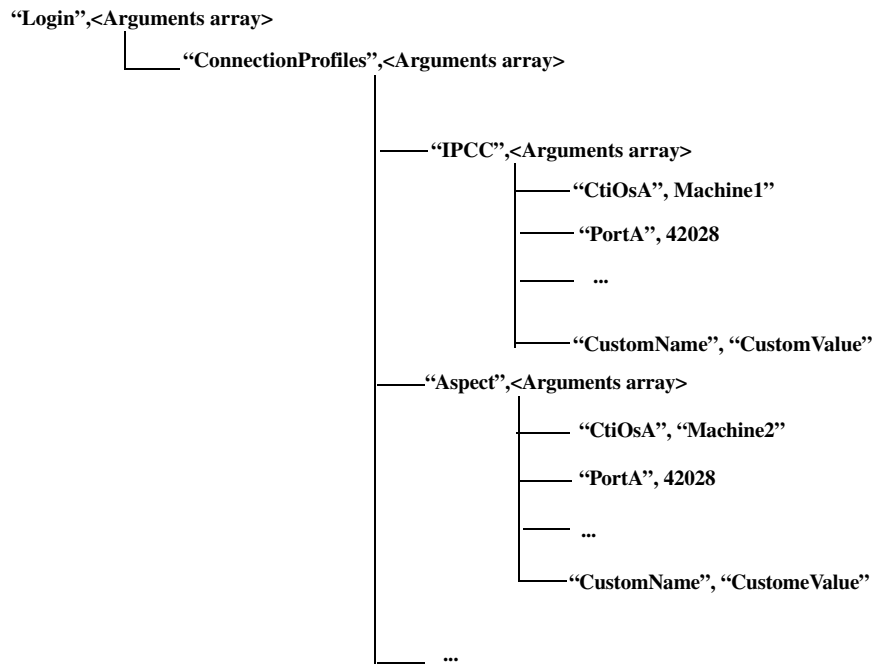 “Login”,<Arguments array>
“ConnectionProfiles”,<Arguments array>
“IPCC”,<Arguments array>
“CtiOsA”, Machine1”
“PortA”, 42028
...
“CustomName”, “CustomValue”
“Aspect”,<Arguments array>
“CtiOsA”, “Machine2”
“PortA”, 42028
...
“CustomName”, “CustomeValue”
...